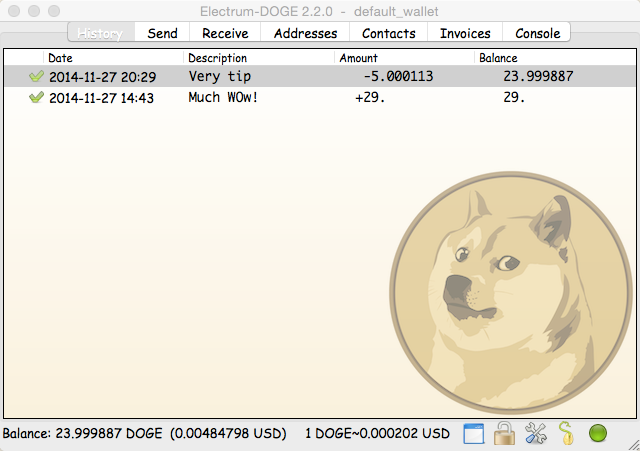 Electrum-DOGE 2.2.0 - default_wallet
History Send Receive Addresses Contacts Invoices Console
Date Description Amount Balance
2014-11-27 20:29 Very tip -5.000113 23.999887
2014-11-27 14:43 Much WOw! +29. 29.
Balance: 23.999887 DOGE (0.00484798 USD) 1 DOGE~0.000202 USD